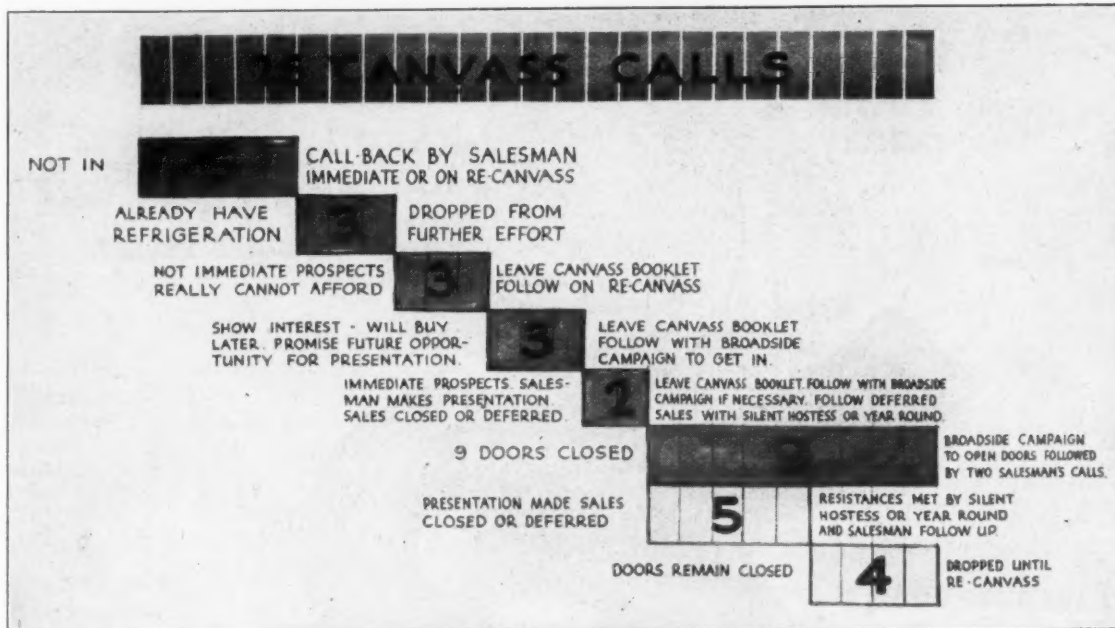 25 CANVASS CALLS
NOT IN
CALL-BACK BY SALESMAN
IMMEDIATE OR ON RE-CANVASS
ALREADY HAVE
REFRIGERATION
DROPPED FROM
FURTHER EFFORT
NOT IMMEDIATE PROSPECTS
REALLY CANNOT AFFORD
3
LEAVE CANVASS BOOKLET
FOLLOW ON RE-CANVASS
SHOW INTEREST - WILL BUY
LATER. PROMISE FUTURE OPPOR-
TUNITY FOR PRESENTATION.
3
LEAVE CANVASS BOOKLET
FOLLOW WITH BROADSIDE
CAMPAIGN TO GET IN.
IMMEDIATE PROSPECTS. SALES-
MAN MAKES PRESENTATION.
SALES CLOSED OR DEFERRED.
2
LEAVE CANVASS BOOKLET. FOLLOW WITH BROADSIDE
CAMPAIGN IF NECESSARY. FOLLOW DEFERRED
SALES WITH SILENT HOSTESS OR YEAR ROUND.
9 DOORS CLOSED
BROADSIDE CAMPAIGN
TO OPEN DOORS FOLLOWED
BY TWO SALESMAN'S CALLS.
PRESENTATION MADE SALES
CLOSED OR DEFERRED
5
RESISTANCES MET BY SILENT
HOSTESS OR YEAR ROUND
AND SALESMAN FOLLOW UP.
DOORS REMAIN CLOSED
4
DROPPED UNTIL
RE-CANVASS